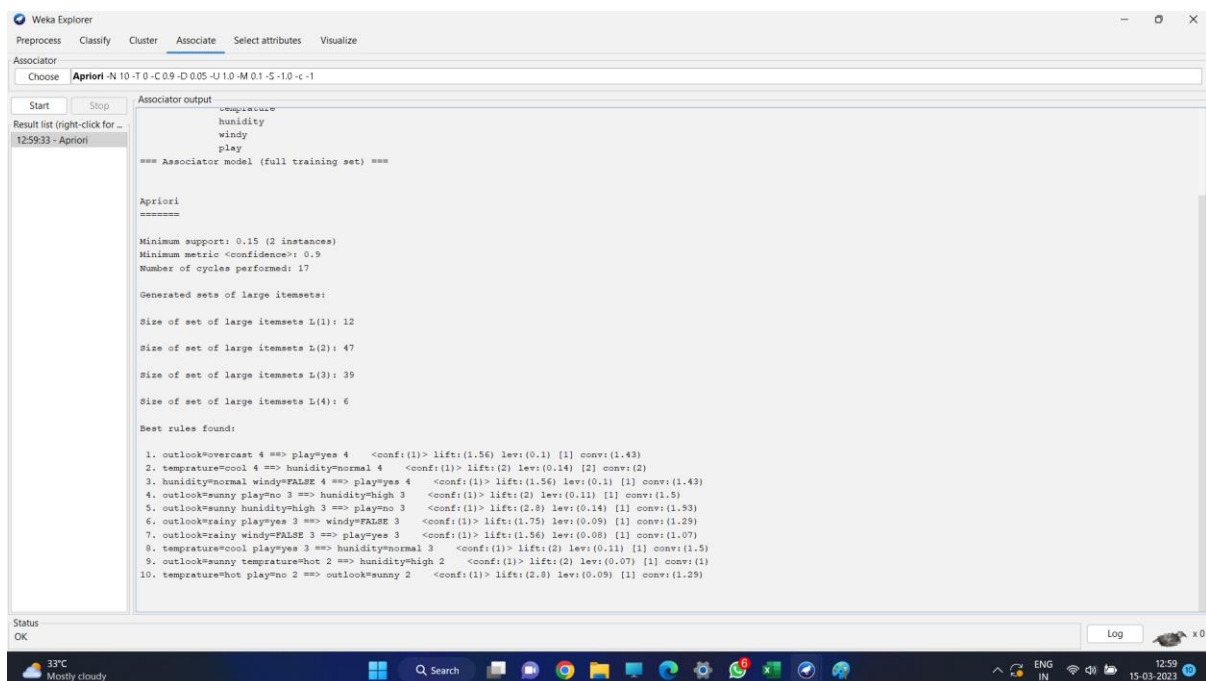 Weka Explorer
Preprocess Classify Cluster Associate Select attributes Visualize
Associator
Choose Apriori -N 10 -T 0 -C 0.9 -D 0.05 -U 1.0 -M 0.1 -S -1.0 -c -1
Start Stop
Result list (right-click for ...
12:59:33 - Apriori
Associator output
temprature
hunidity
windy
play
=== Associator model (full training set) ===
Apriori
=======
Minimum support: 0.15 (2 instances)
Minimum metric <confidence>: 0.9
Number of cycles performed: 17
Generated sets of large itemsets:
Size of set of large itemsets L(1): 12
Size of set of large itemsets L(2): 47
Size of set of large itemsets L(3): 39
Size of set of large itemsets L(4): 6
Best rules found:
1. outlook=overcast 4 ==> play=yes 4 <conf:(1)> lift:(1.56) lev:(0.1) [1] conv:(1.43)
2. temprature=cool 4 ==> hunidity=normal 4 <conf:(1)> lift:(2) lev:(0.14) [2] conv:(2)
3. hunidity=normal windy=FALSE 4 ==> play=yes 4 <conf:(1)> lift:(1.56) lev:(0.1) [1] conv:(1.43)
4. outlook=sunny play=no 3 ==> hunidity=high 3 <conf:(1)> lift:(2) lev:(0.11) [1] conv:(1.5)
5. outlook=sunny hunidity=high 3 ==> play=no 3 <conf:(1)> lift:(2.8) lev:(0.14) [1] conv:(1.93)
6. outlook=rainy play=yes 3 ==> windy=FALSE 3 <conf:(1)> lift:(1.75) lev:(0.09) [1] conv:(1.29)
7. outlook=rainy windy=FALSE 3 ==> play=yes 3 <conf:(1)> lift:(1.56) lev:(0.08) [1] conv:(1.07)
8. temprature=cool play=yes 3 ==> hunidity=normal 3 <conf:(1)> lift:(2) lev:(0.11) [1] conv:(1.5)
9. outlook=sunny temprature=hot 2 ==> hunidity=high 2 <conf:(1)> lift:(2) lev:(0.07) [1] conv:(1)
10. temprature=hot play=no 2 ==> outlook=sunny 2 <conf:(1)> lift:(2.8) lev:(0.09) [1] conv:(1.29)
Status
OK
Log x 0
33°C
Mostly cloudy
Search
6
ENG
IN
12:59
15-03-2023
10